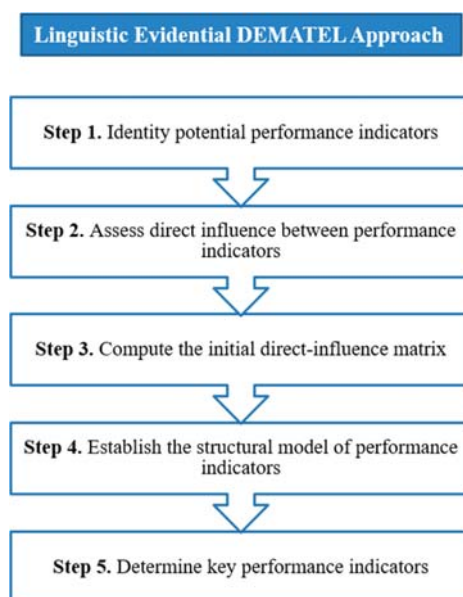 Linguistic Evidential DEMATEL Approach
Step 1. Identity potential performance indicators
Step 2. Assess direct influence between performance
indicators
Step 3. Compute the initial direct-influence matrix
Step 4. Establish the structural model of performance
indicators
Step 5. Determine key performance indicators